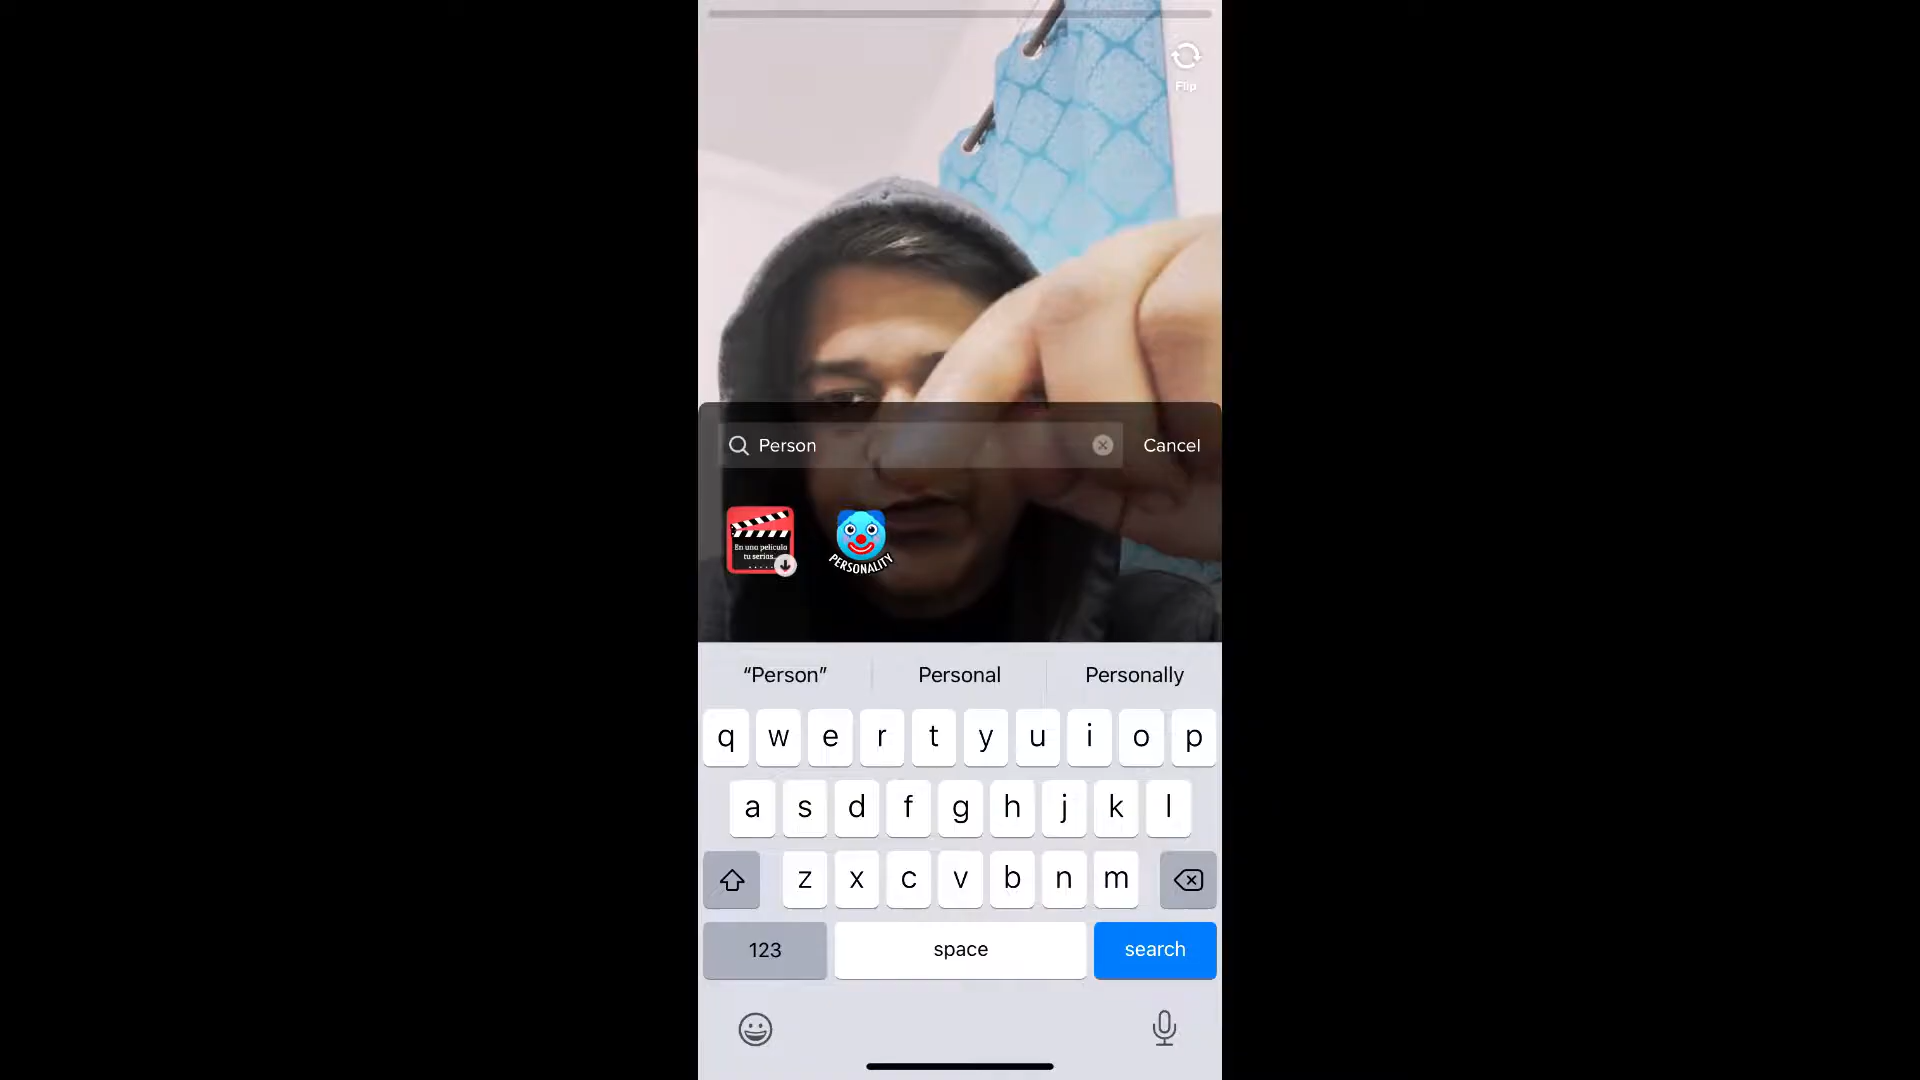 Flip
Person
Cancel
En una película
tu serías...
PERSONALITY
“Person”
Personal
Personally
q w e r t y u i o p
a s d f g h j k l
z x c v b n m
123
space
search